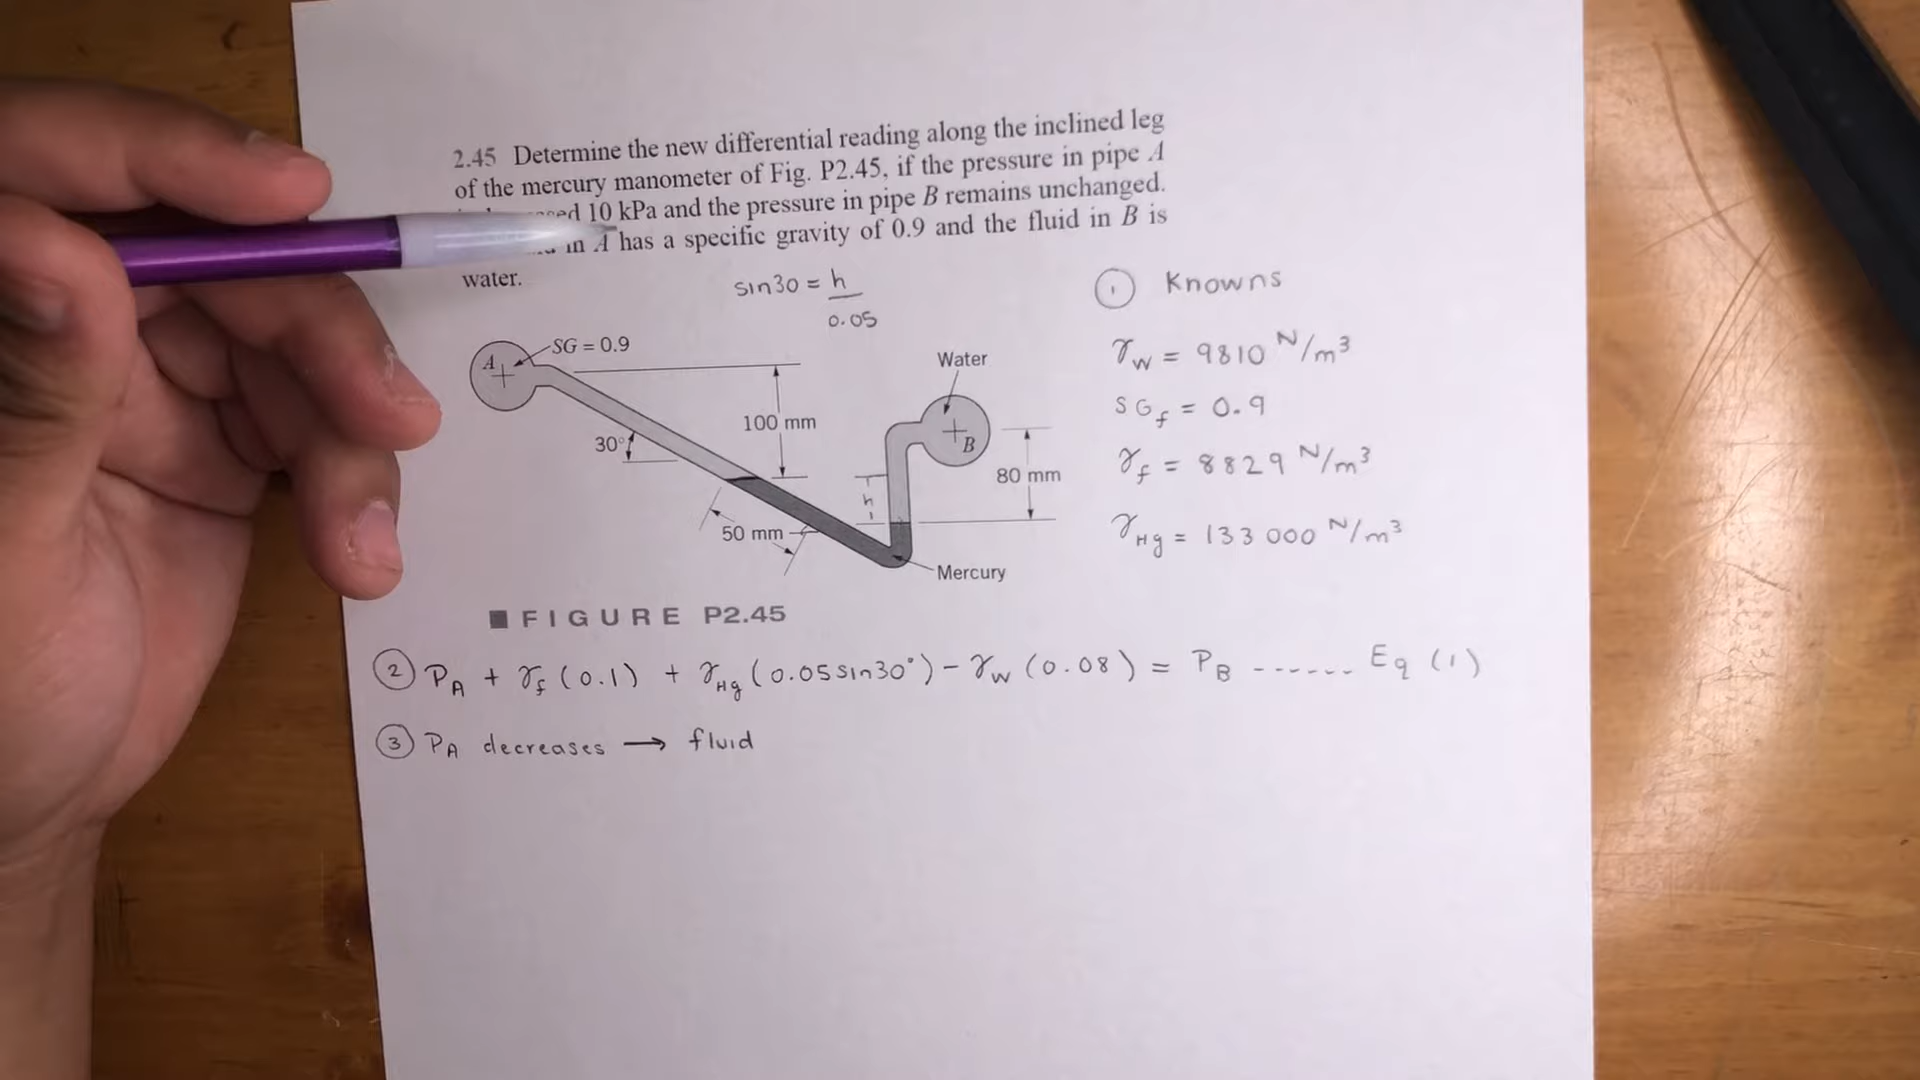 2.45 Determine the new differential reading along the inclined leg
of the mercury manometer of Fig. P2.45, if the pressure in pipe A
10 kPa and the pressure in pipe B remains unchanged.
in A has a specific gravity of 0.9 and the fluid in B is
water.
sin30 = h / 0.05
① Knowns
γw = 9810 N/m³
SGf = 0.9
γf = 8829 N/m³
γHg = 133 000 N/m³
A
SG = 0.9
Water
100 mm
30°
B
80 mm
h
50 mm
Mercury
■ FIGURE P2.45
② PA + γf (0.1) + γHg (0.05 sin30°) - γw (0.08) = PB ------ Eq (1)
③ PA decreases → fluid